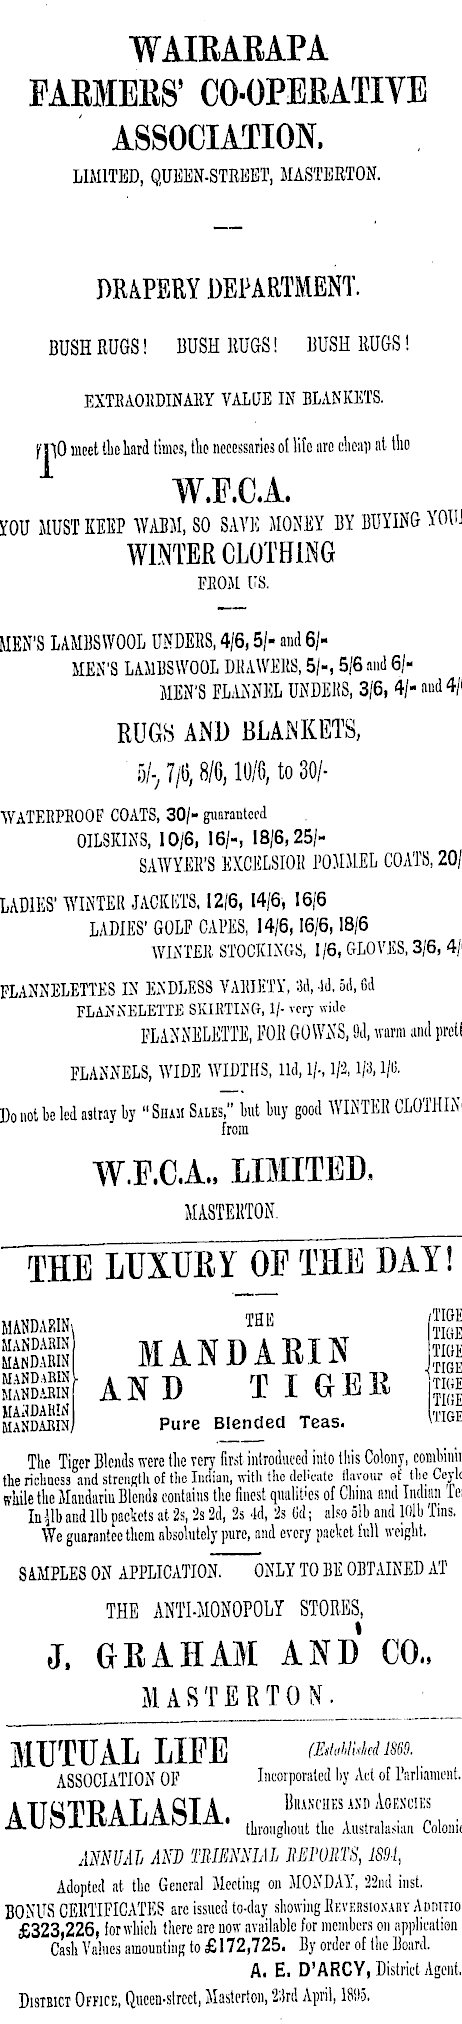 WAIRARAPA
FARMERS' CO-OPERATIVE
ASSOCIATION,
LIMITED, QUEEN-STREET, MASTERTON.
DRAPERY DEPARTMENT.
BUSH RUGS! BUSH RUGS! BUSH RUGS!
EXTRAORDINARY VALUE IN BLANKETS.
TO meet the hard times, the necessaries of life are cheap at the
W.F.C.A.
YOU MUST KEEP WARM, SO SAVE MONEY BY BUYING YOU
WINTER CLOTHING
FROM US.
MEN'S LAMBSWOOL UNDERS, 4/6, 5/- and 6/-
MEN'S LAMBSWOOL DRAWERS, 5/-, 5/6 and 6/-
MEN'S FLANNEL UNDERS, 3/6, 4/- and 4/
RUGS AND BLANKETS,
5/-, 7/6, 8/6, 10/6, to 30/-
WATERPROOF COATS, 30/- guaranteed
OILSKINS, 10/6, 16/-, 18/6, 25/-
SAWYER'S EXCELSIOR POMMEL COATS, 20/
LADIES' WINTER JACKETS, 12/6, 14/6, 16/6
LADIES' GOLF CAPES, 14/6, 16/6, 18/6
WINTER STOCKINGS, 1/6, GLOVES, 3/6, 4/
FLANNELETTES IN ENDLESS VARIETY, 3d, 4d, 5d, 6d
FLANNELETTE SKIRTING, 1/- very wide
FLANNELETTE, FOR GOWNS, 9d, warm and prett
FLANNELS, WIDE WIDTHS, 11d, 1/-, 1/2, 1/3, 1/6.
Do not be led astray by "SHAM SALES," but buy good WINTER CLOTHIN
from
W.F.C.A., LIMITED,
MASTERTON.
THE LUXURY OF THE DAY!
THE
MANDARIN TIGE
MANDARIN TIGE
MANDARIN TIGE
MANDARIN TIGE
MANDARIN TIGE
MANDARIN TIGE
MANDARIN TIGE
MANDARIN
AND TIGER
Pure Blended Teas.
The Tiger Blends were the very first introduced into this Colony, combinin
the richness and strength of the Indian, with the delicate flavour of the Ceylo
while the Mandarin Blends contains the finest qualities of China and Indian Te
In ½lb and 1lb packets at 2s, 2s 2d, 2s 4d, 2s 6d; also 5lb and 10lb Tins.
We guarantee them absolutely pure, and every packet full weight.
SAMPLES ON APPLICATION. ONLY TO BE OBTAINED AT
THE ANTI-MONOPOLY STORES,
J. GRAHAM AND CO.,
MASTERTON.
MUTUAL LIFE
ASSOCIATION OF
AUSTRALASIA.
(Established 1869.
Incorporated by Act of Parliament.
BRANCHES AND AGENCIES
throughout the Australasian Colonie
ANNUAL AND TRIENNIAL REPORTS, 1894,
Adopted at the General Meeting on MONDAY, 22nd inst.
BONUS CERTIFICATES are issued to-day showing REVERSIONARY ADDITIO
£323,226, for which there are now available for members on application
Cash Values amounting to £172,725. By order of the Board.
A. E. D'ARCY, District Agent.
DISTRICT OFFICE, Queen-street, Masterton, 23rd April, 1895.